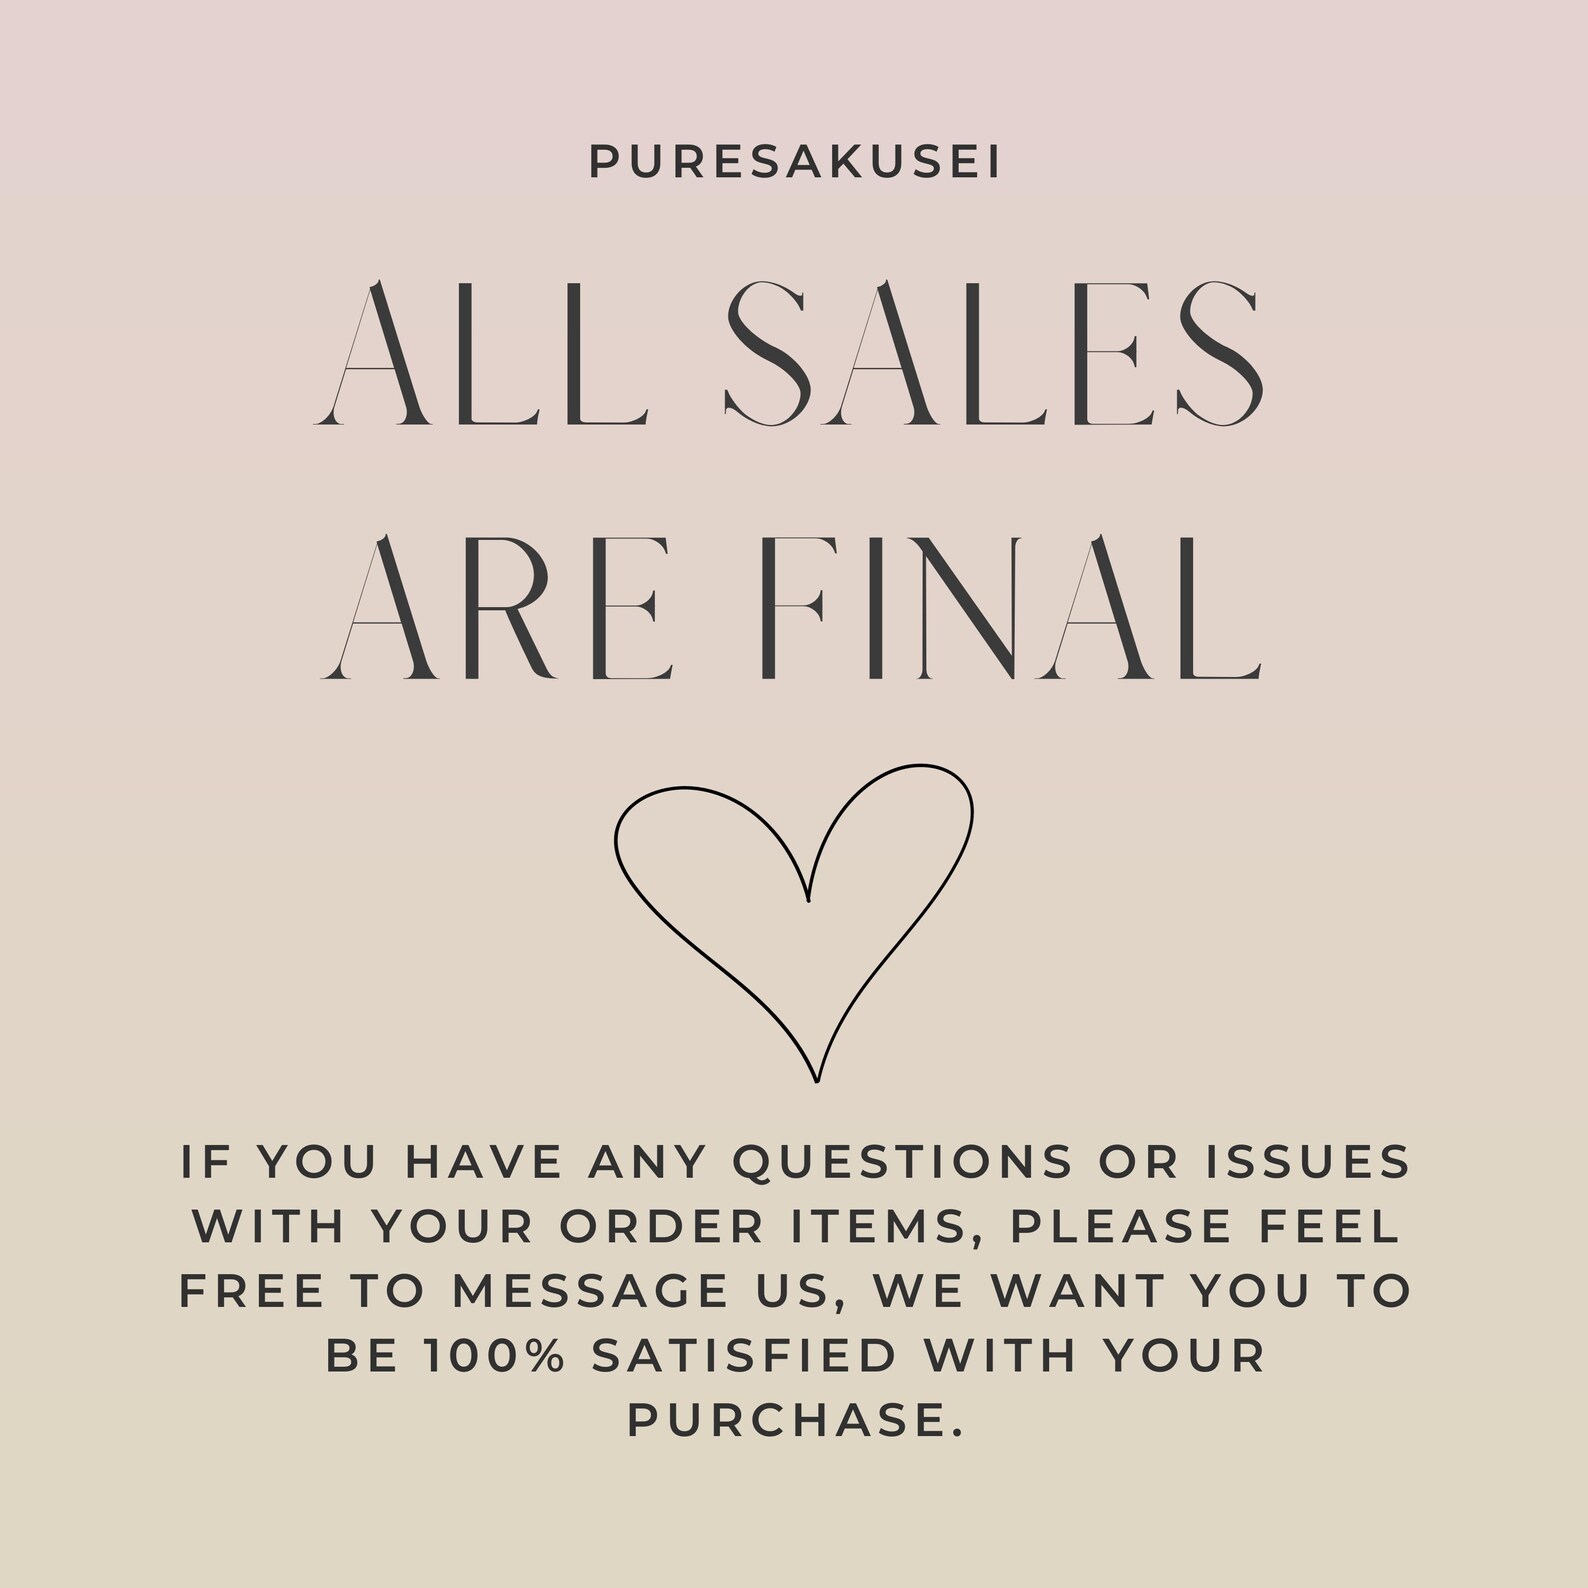 PURESAKUSEI
ALL SALES
ARE FINAL
IF YOU HAVE ANY QUESTIONS OR ISSUES
WITH YOUR ORDER ITEMS, PLEASE FEEL
FREE TO MESSAGE US, WE WANT YOU TO
BE 100% SATISFIED WITH YOUR
PURCHASE.